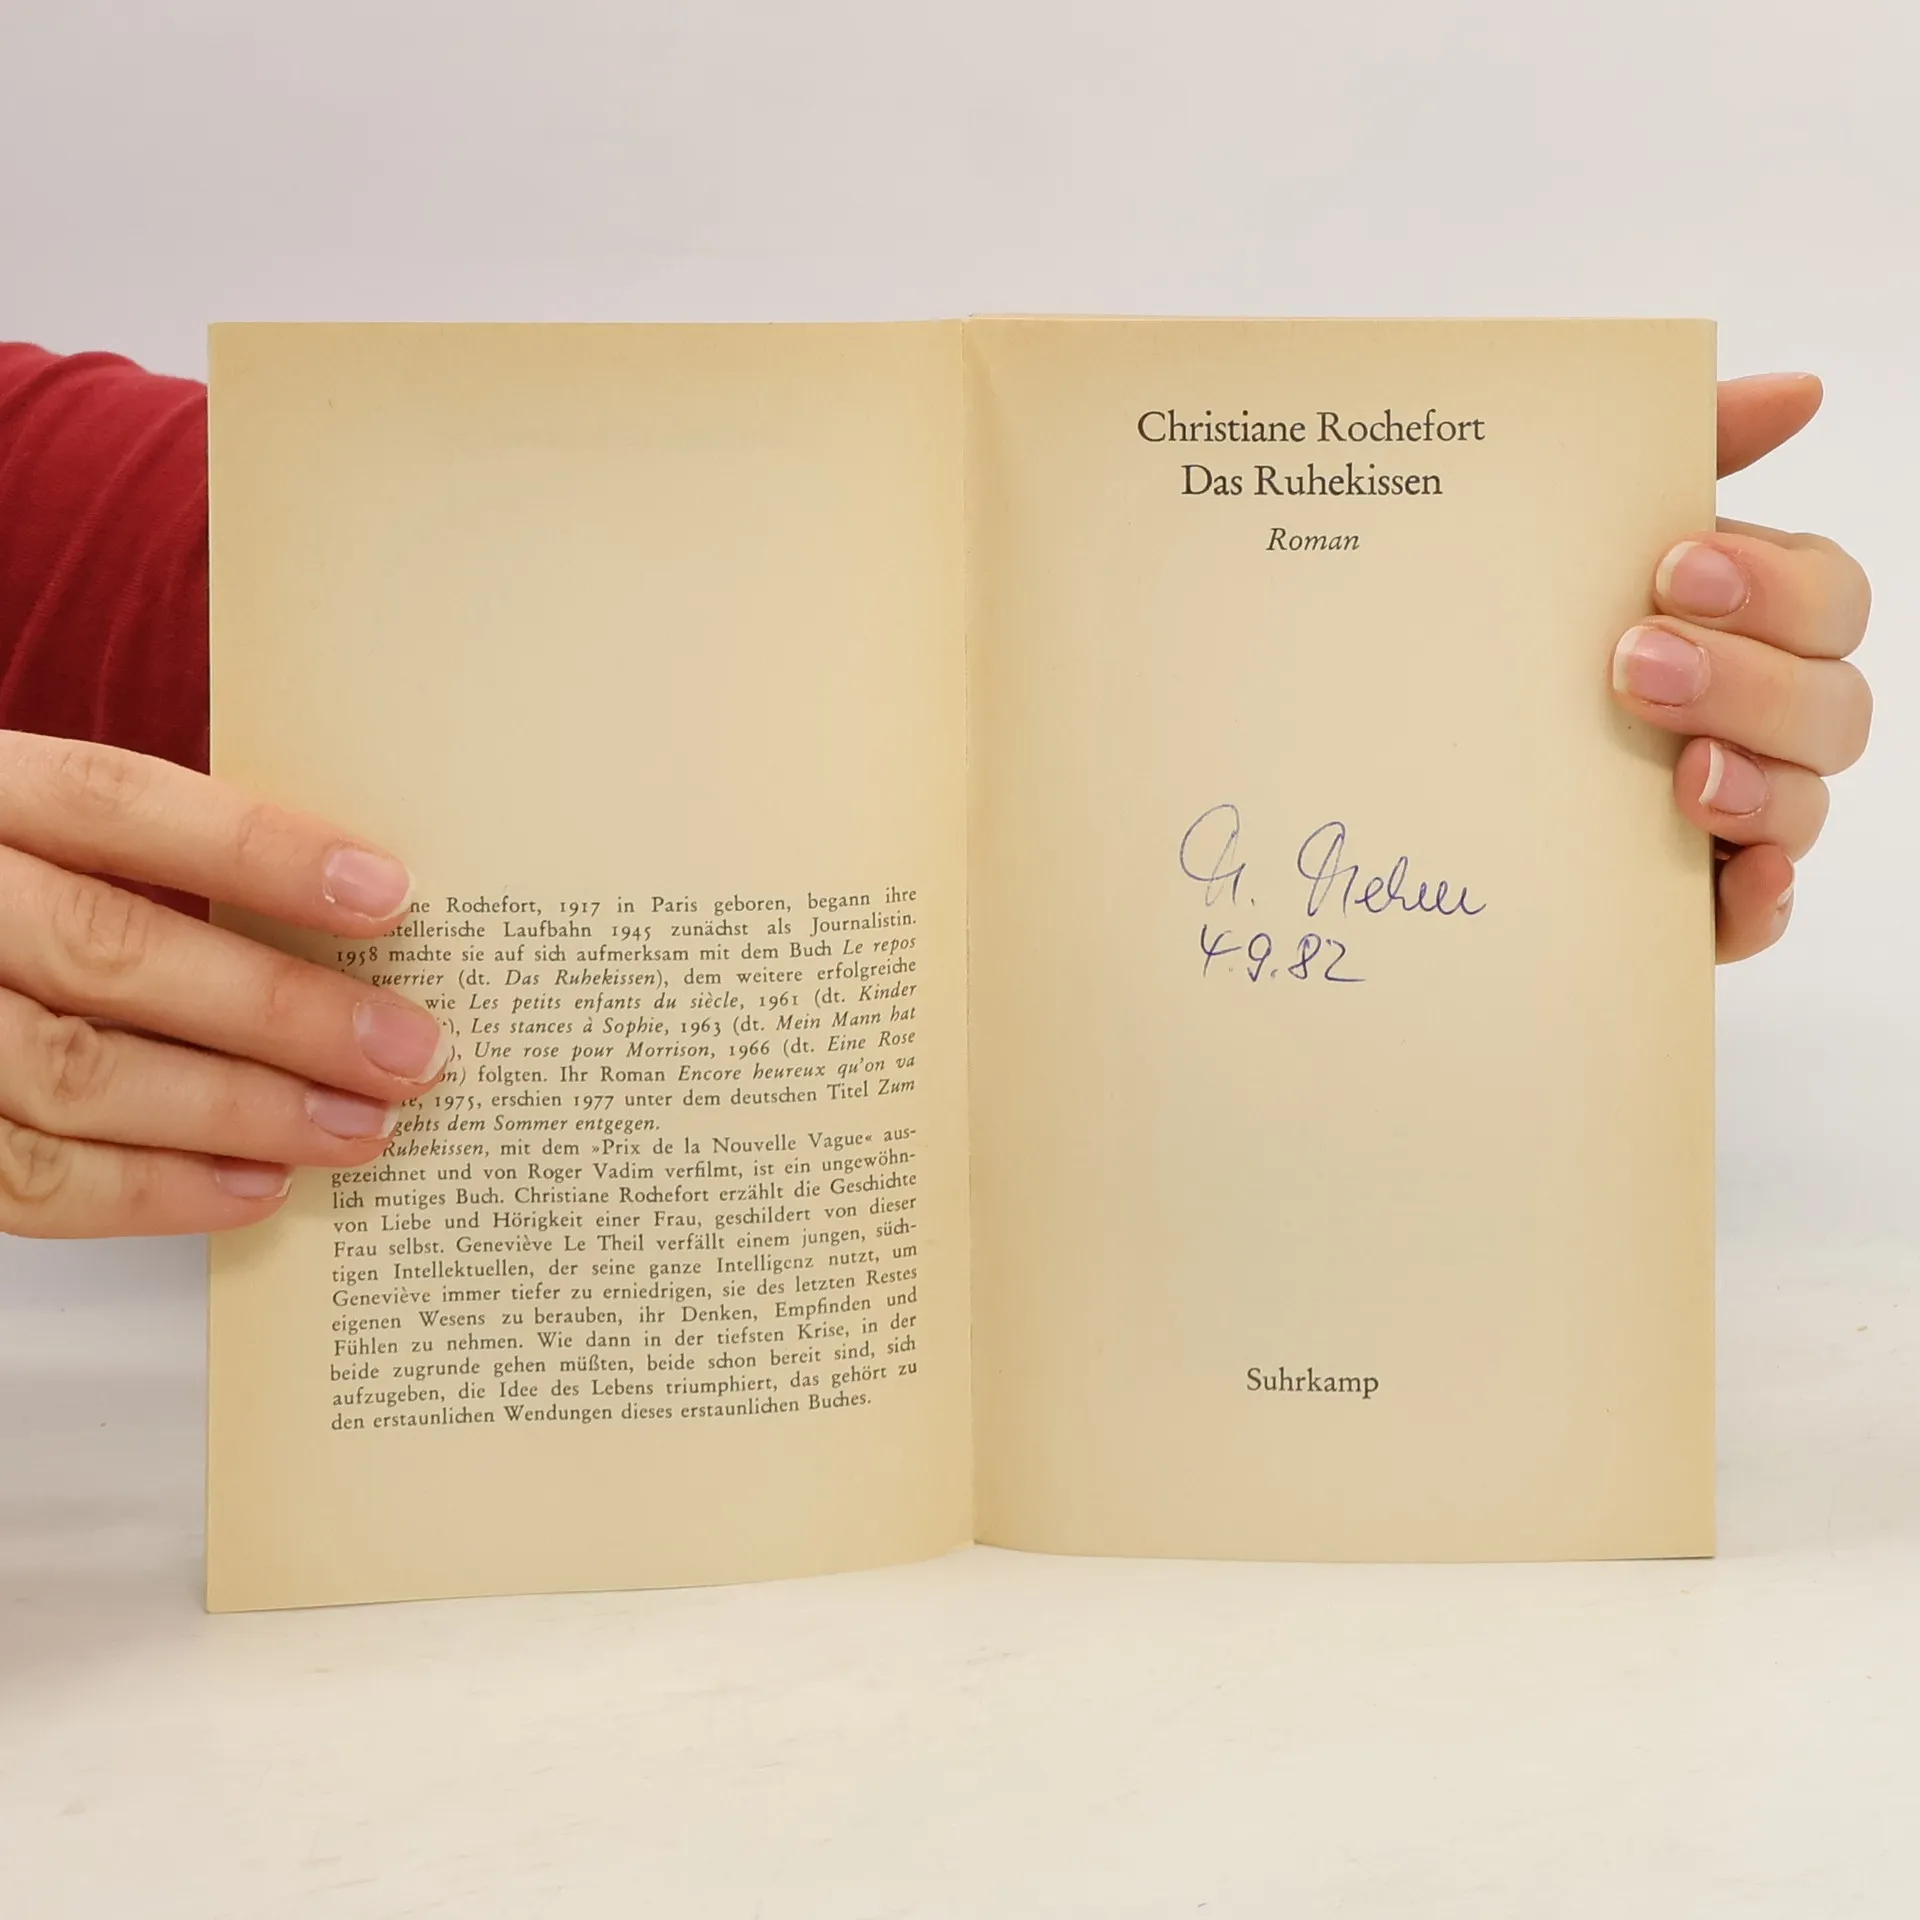 ne Rochefort, 1917 in Paris geboren, begann ihre
stellerische Laufbahn 1945 zunächst als Journalistin.
1958 machte sie auf sich aufmerksam mit dem Buch Le repos
guerrier (dt. Das Ruhekissen), dem weitere erfolgreiche
wie Les petits enfants du siècle, 1961 (dt. Kinder
), Les stances à Sophie, 1963 (dt. Mein Mann hat
), Une rose pour Morrison, 1966 (dt. Eine Rose
on) folgten. Ihr Roman Encore heureux qu'on va
te, 1975, erschien 1977 unter dem deutschen Titel Zum
gehts dem Sommer entgegen.
Ruhekissen, mit dem »Prix de la Nouvelle Vague« aus-
gezeichnet und von Roger Vadim verfilmt, ist ein ungewöhn-
lich mutiges Buch. Christiane Rochefort erzählt die Geschichte
von Liebe und Hörigkeit einer Frau, geschildert von dieser
Frau selbst. Geneviève Le Theil verfällt einem jungen, süch-
tigen Intellektuellen, der seine ganze Intelligenz nutzt, um
Geneviève immer tiefer zu erniedrigen, sie des letzten Restes
eigenen Wesens zu berauben, ihr Denken, Empfinden und
Fühlen zu nehmen. Wie dann in der tiefsten Krise, in der
beide zugrunde gehen müßten, beide schon bereit sind, sich
aufzugeben, die Idee des Lebens triumphiert, das gehört zu
den erstaunlichen Wendungen dieses erstaunlichen Buches.
Christiane Rochefort
Das Ruhekissen
Roman
4.9.82
Suhrkamp